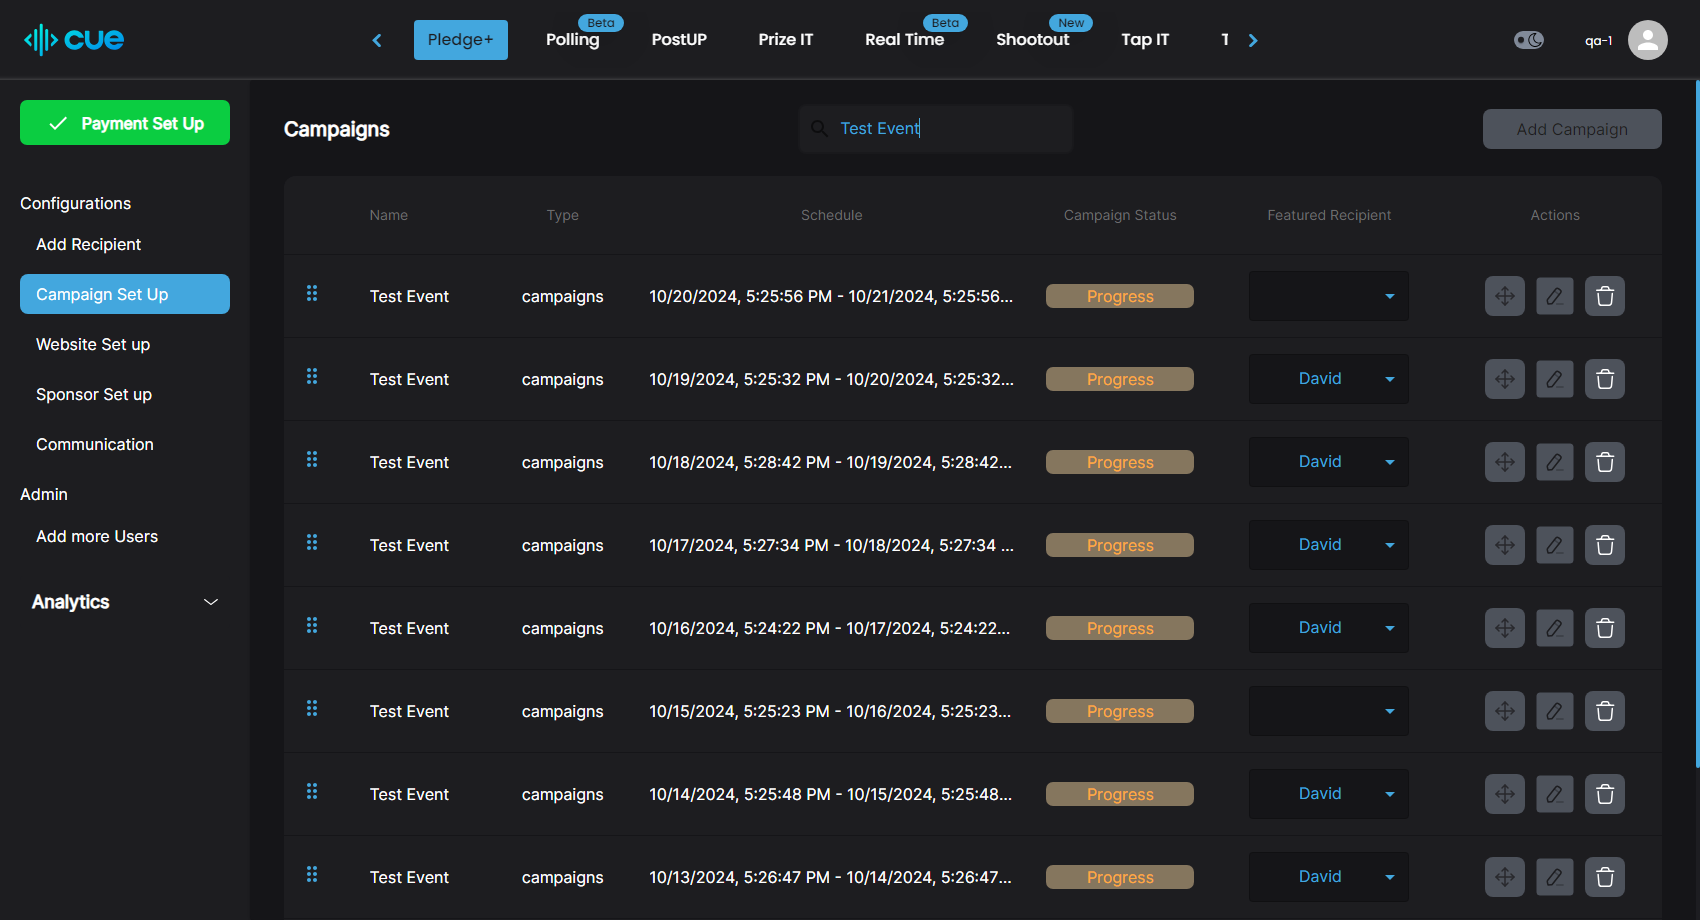 cue
Pledge+
Polling
Beta
PostUP
Prize IT
Real Time
Beta
Shootout
New
Tap IT
qa-1
Payment Set Up
Configurations
Add Recipient
Campaign Set Up
Website Set up
Sponsor Set up
Communication
Admin
Add more Users
Analytics
Campaigns
Test Event
Add Campaign
Name Type Schedule Campaign Status Featured Recipient Actions
Test Event campaigns 10/20/2024, 5:25:56 PM - 10/21/2024, 5:25:56... Progress
Test Event campaigns 10/19/2024, 5:25:32 PM - 10/20/2024, 5:25:32... Progress David
Test Event campaigns 10/18/2024, 5:28:42 PM - 10/19/2024, 5:28:42... Progress David
Test Event campaigns 10/17/2024, 5:27:34 PM - 10/18/2024, 5:27:34 ... Progress David
Test Event campaigns 10/16/2024, 5:24:22 PM - 10/17/2024, 5:24:22... Progress David
Test Event campaigns 10/15/2024, 5:25:23 PM - 10/16/2024, 5:25:23... Progress
Test Event campaigns 10/14/2024, 5:25:48 PM - 10/15/2024, 5:25:48... Progress David
Test Event campaigns 10/13/2024, 5:26:47 PM - 10/14/2024, 5:26:47... Progress David